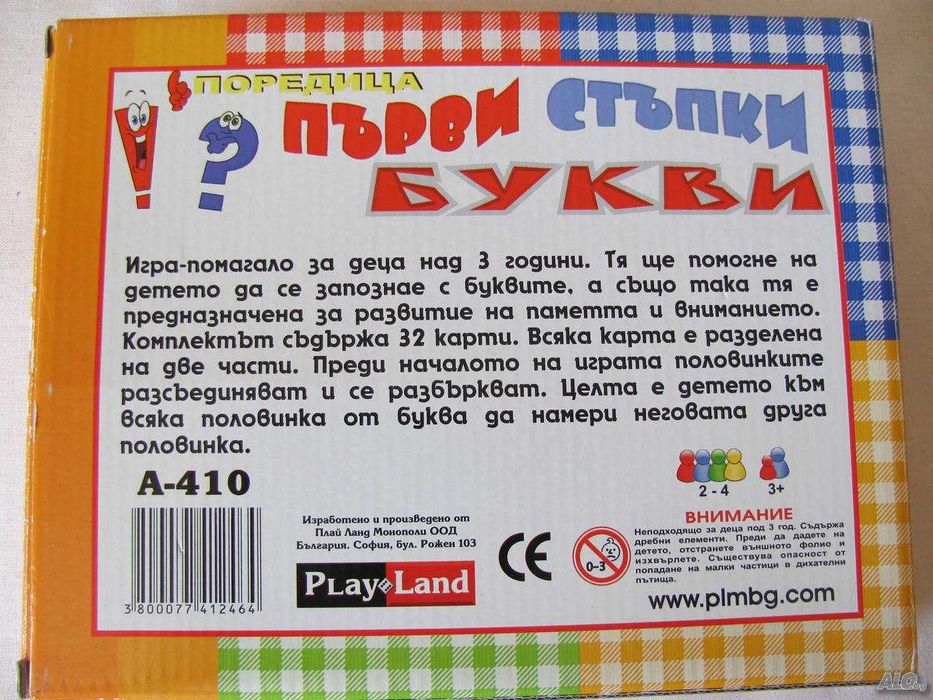 ПОРЕДИЦА
ПЪРВИ СТЪПКИ
БУКВИ
Игра-помагало за деца над 3 години. Тя ще помогне на
детето да се запознае с буквите, а също така тя е
предназначена за развитие на паметта и вниманието.
Комплектът съдържа 32 карти. Всяка карта е разделена
на две части. Преди началото на играта половинките
разсъединяват и се разбъркват. Целта е детето към
всяка половинка от буква да намери неговата друга
половинка.
А-410
2 - 4 3+
Изработено и произведено от
Плай Ланд Монополи ООД
България. София, бул. Рожен 103
PLay Land
3 800077 412464
CE
0-3
ВНИМАНИЕ
Неподходящо за деца под 3 год. Съдържа
дребни елементи. Преди да дадете на
детето, отстранете външното фолио и
изхвърлете. Съществува опасност от
попадане на малки частици в дихателни
пътища.
www.plmbg.com
ALO.bg